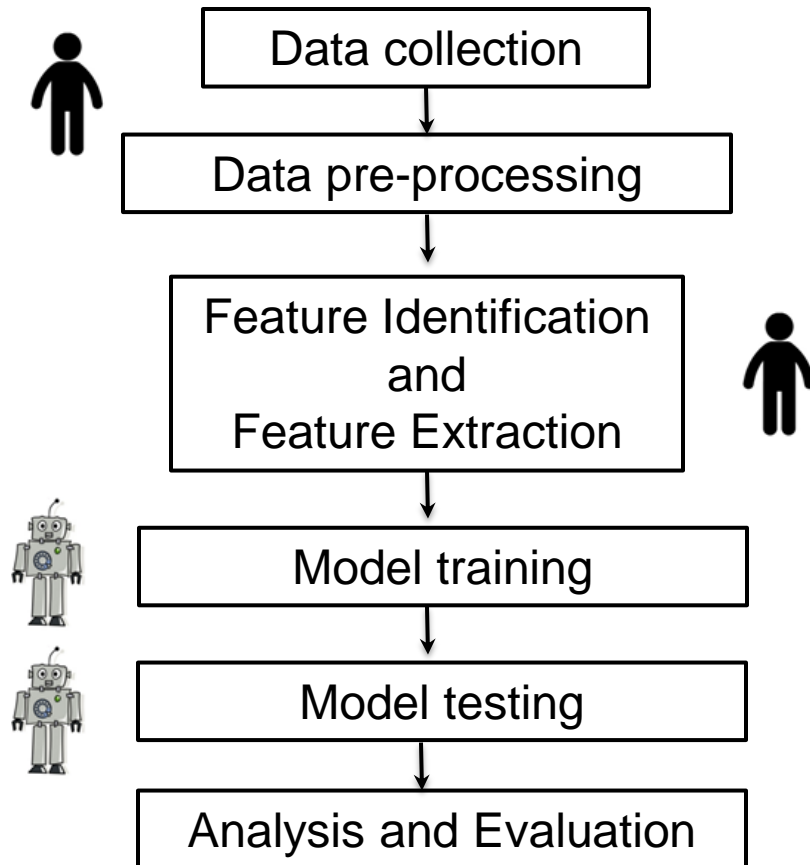 Data collection
Data pre-processing
Feature Identification
and
Feature Extraction
Model training
Model testing
Analysis and Evaluation